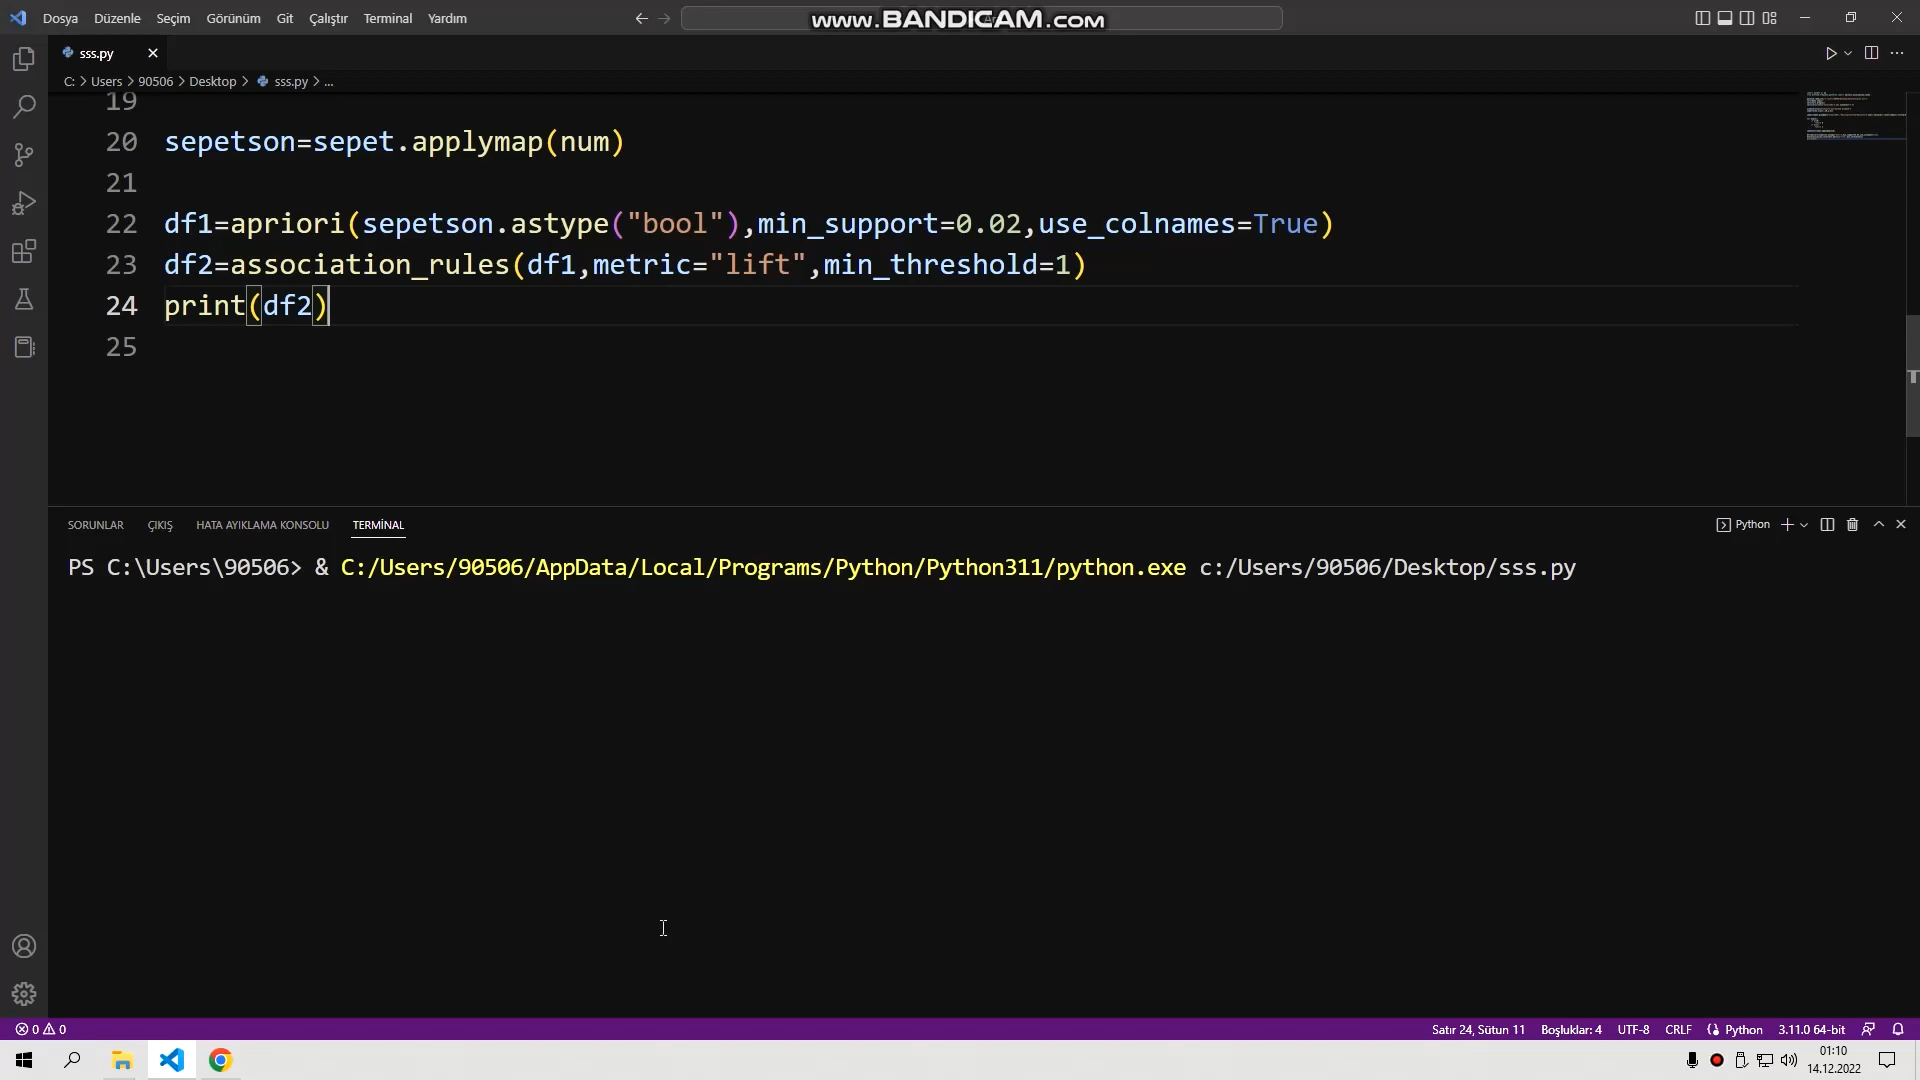 Dosya Düzenle Seçim Görünüm Git Çalıştır Terminal Yardım
www.BANDICAM.com
sss.py
C: > Users > 90506 > Desktop > sss.py > ...
19
20 sepetson=sepet.applymap(num)
21
22 df1=apriori(sepetson.astype("bool"),min_support=0.02,use_colnames=True)
23 df2=association_rules(df1,metric="lift",min_threshold=1)
24 print(df2)
25
SORUNLAR ÇIKIŞ HATA AYIKLAMA KONSOLU TERMİNAL
Python
PS C:\Users\90506> & C:/Users/90506/AppData/Local/Programs/Python/Python311/python.exe c:/Users/90506/Desktop/sss.py
0 0
Satır 24, Sütun 11 Boşluklar: 4 UTF-8 CRLF Python 3.11.0 64-bit
01:10
14.12.2022